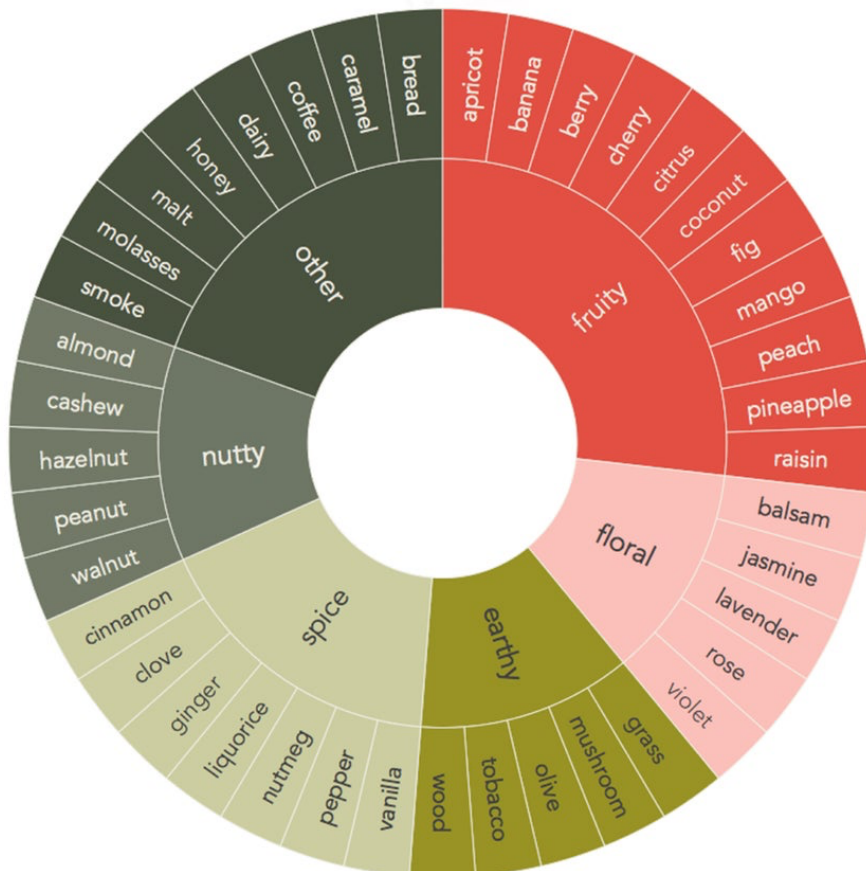 fruity
apricot
banana
berry
cherry
citrus
coconut
fig
mango
peach
pineapple
raisin
floral
balsam
jasmine
lavender
rose
violet
earthy
grass
mushroom
olive
tobacco
wood
spice
vanilla
pepper
nutmeg
liquorice
ginger
clove
cinnamon
nutty
walnut
peanut
hazelnut
cashew
almond
other
smoke
molasses
malt
honey
dairy
coffee
caramel
bread